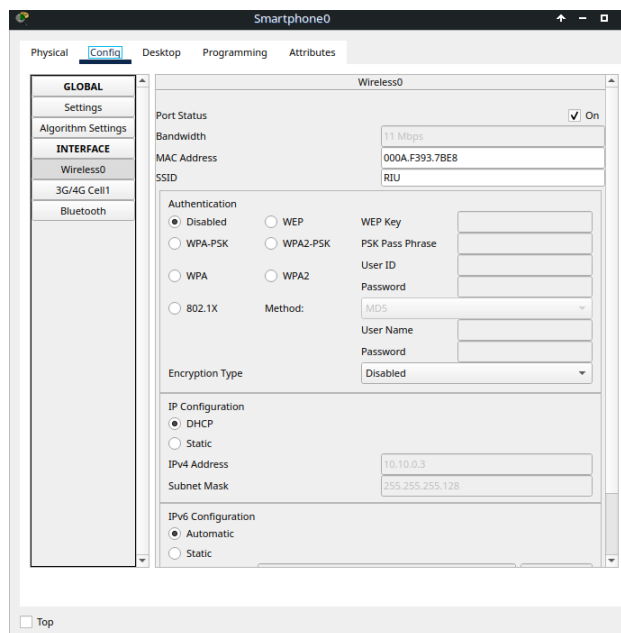 Smartphone0
Physical Config Desktop Programming Attributes
GLOBAL
Settings
Algorithm Settings
INTERFACE
Wireless0
3G/4G Cell1
Bluetooth
Wireless0
Port Status On
Bandwidth 11 Mbps
MAC Address 000A.F393.7BE8
SSID RIU
Authentication
Disabled WEP WEP Key
WPA-PSK WPA2-PSK PSK Pass Phrase
User ID
WPA WPA2
Password
802.1X Method: MD5
User Name
Password
Encryption Type Disabled
IP Configuration
DHCP
Static
IPv4 Address 10.10.0.3
Subnet Mask 255.255.255.128
IPv6 Configuration
Automatic
Static
Top